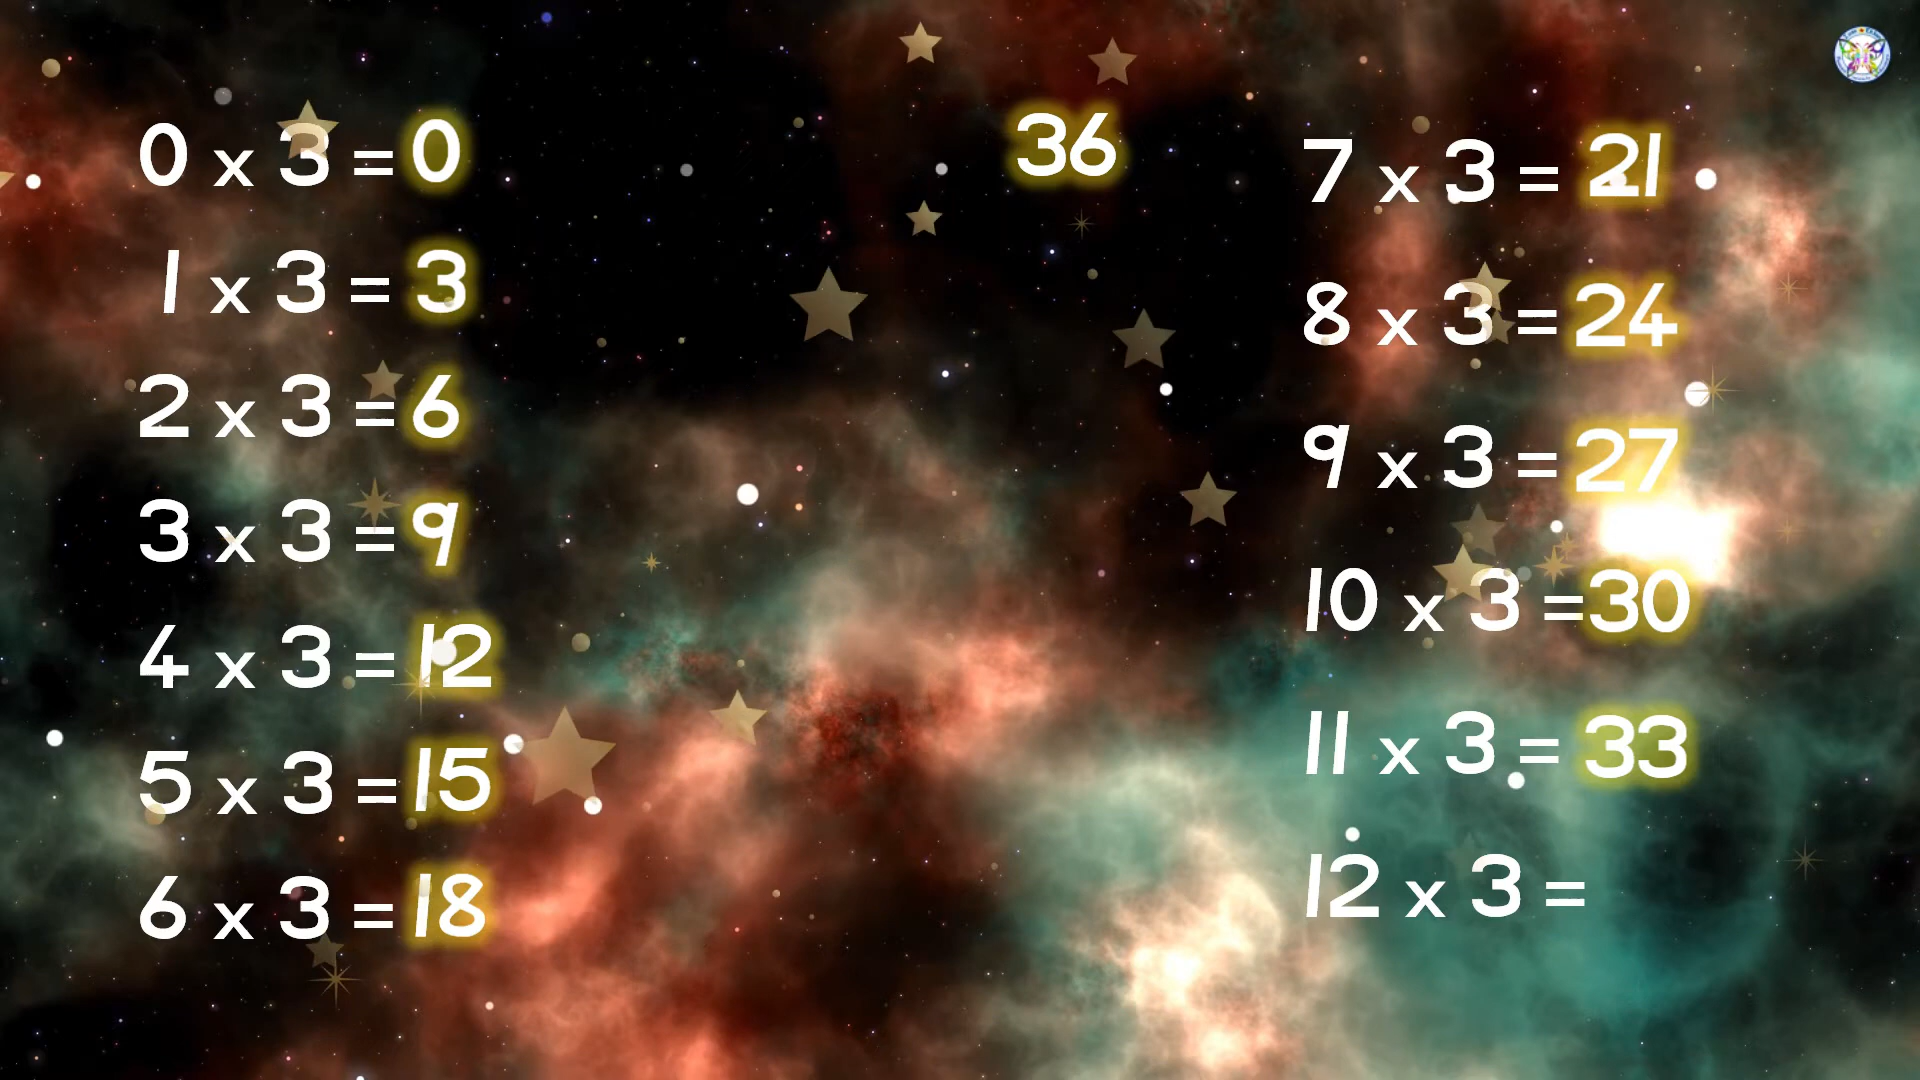 0 x 3 = 0
1 x 3 = 3
2 x 3 = 6
3 x 3 = 9
4 x 3 = 12
5 x 3 = 15
6 x 3 = 18
36
7 x 3 = 21
8 x 3 = 24
9 x 3 = 27
10 x 3 = 30
11 x 3 = 33
12 x 3 =